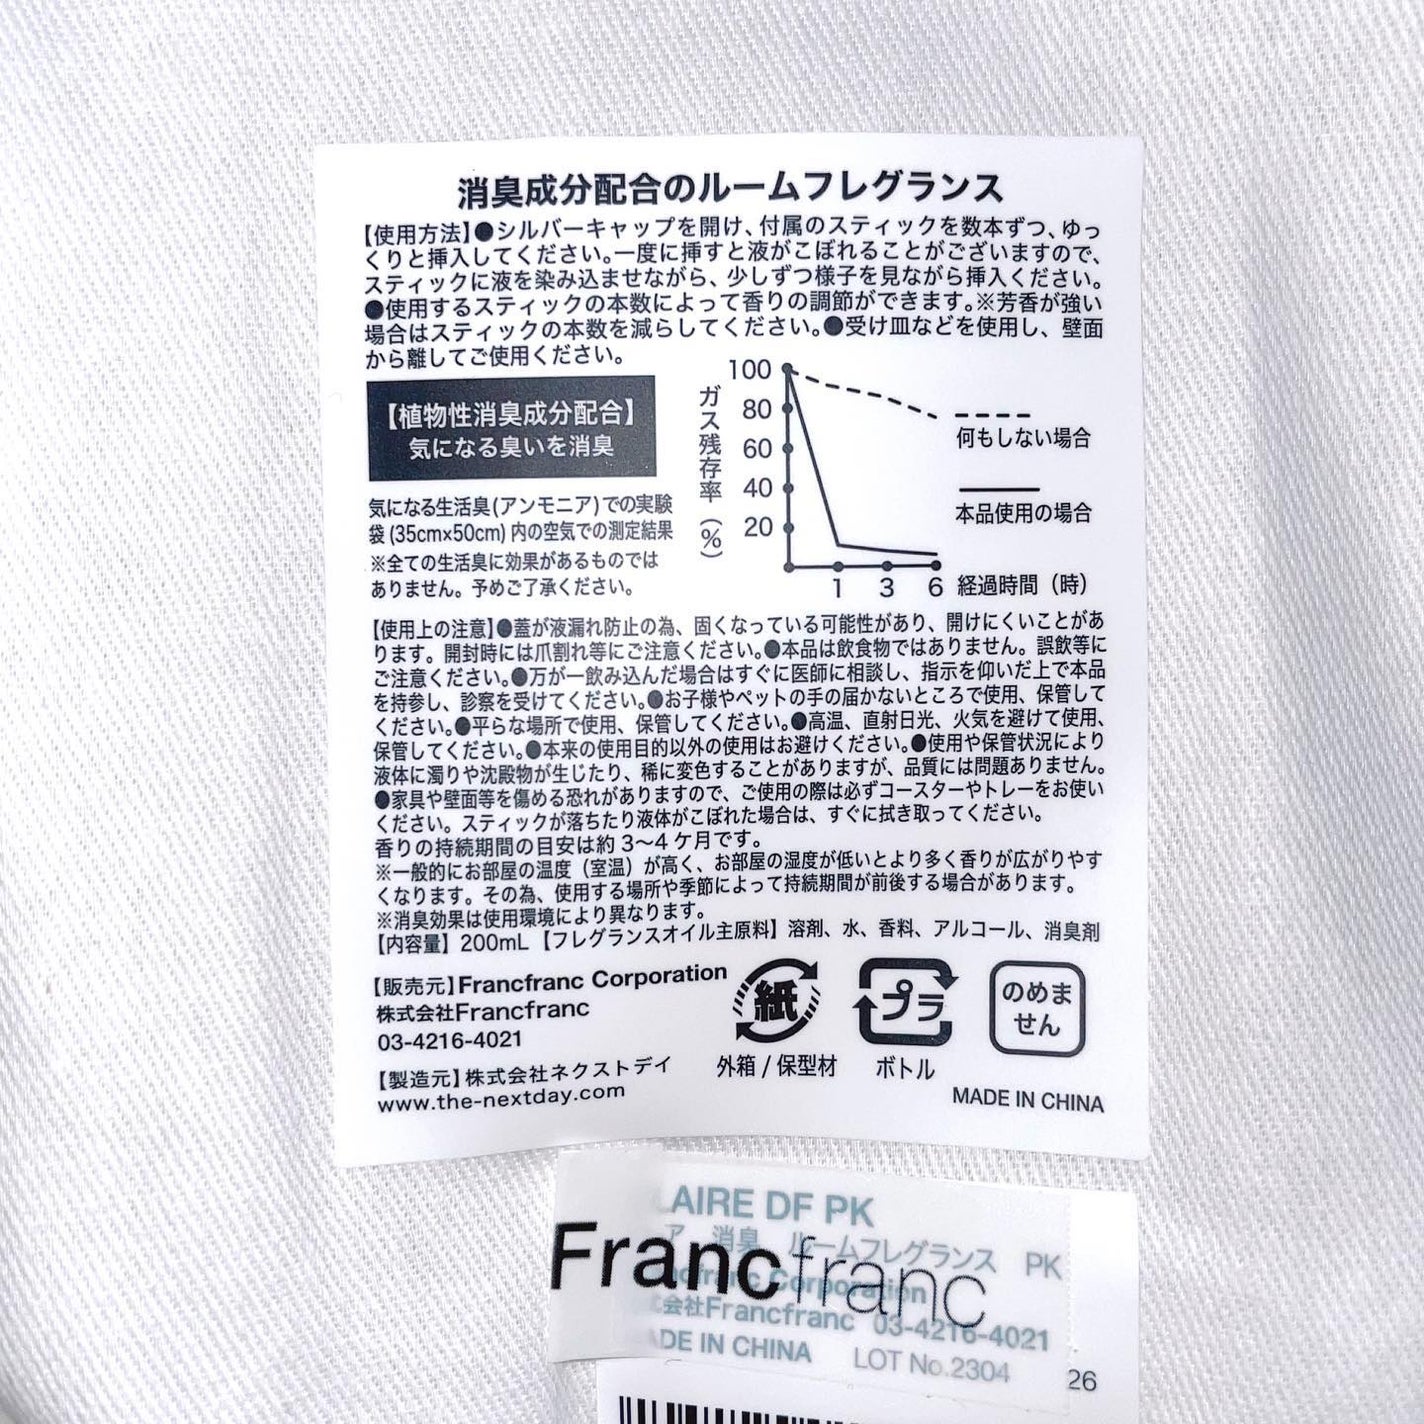 消臭成分配合のルームフレグランス
【使用方法】●シルバーキャップを開け、付属のスティックを数本ずつ、ゆっ
くりと挿入してください。一度に挿すと液がこぼれることがございますので、
スティックに液を染み込ませながら、少しずつ様子を見ながら挿入ください。
●使用するスティックの本数によって香りの調節ができます。※芳香が強い
場合はスティックの本数を減らしてください。●受け皿などを使用し、壁面
から離してご使用ください。
【植物性消臭成分配合】
気になる臭いを消臭
気になる生活臭(アンモニア)での実験
袋(35cm×50cm)内の空気での測定結果
※全ての生活臭に効果があるものでは
ありません。予めご了承ください。
ガス残存率(%)
100
80
60
40
20
1 3 6 経過時間(時)
何もしない場合
本品使用の場合
【使用上の注意】●蓋が液漏れ防止の為、固くなっている可能性があり、開けにくいことがあ
ります。開封時には爪割れ等にご注意ください。●本品は飲食物ではありません。誤飲等に
ご注意ください。●万が一飲み込んだ場合はすぐに医師に相談し、指示を仰いだ上で本品
を持参し、診察を受けてください。●お子様やペットの手の届かないところで使用、保管して
ください。●平らな場所で使用、保管してください。●高温、直射日光、火気を避けて使用、
保管してください。●本来の使用目的以外の使用はお避けください。●使用や保管状況により
液体に濁りや沈殿物が生じたり、稀に変色することがありますが、品質には問題ありません。
●家具や壁面等を傷める恐れがありますので、ご使用の際は必ずコースターやトレーをお使い
ください。スティックが落ちたり液体がこぼれた場合は、すぐに拭き取ってください。
香りの持続期間の目安は約3〜4ケ月です。
※一般的にお部屋の温度（室温）が高く、お部屋の湿度が低いとより多く香りが広がりやす
くなります。その為、使用する場所や季節によって持続期間が前後する場合があります。
※消臭効果は使用環境により異なります。
【内容量】200mL【フレグランスオイル主原料】溶剤、水、香料、アルコール、消臭剤
【販売元】Francfranc Corporation
株式会社Francfranc
03-4216-4021
【製造元】株式会社ネクストデイ
www.the-nextday.com
紙
外箱/保型材
プラ
ボトル
のめま
せん
MADE IN CHINA
AIRE DF PK
ア 消臭 ルームフレグランス PK
Francfranc
ncfranc Corporation
会社Francfranc 03-4216-4021
DE IN CHINA LOT No.2304
26